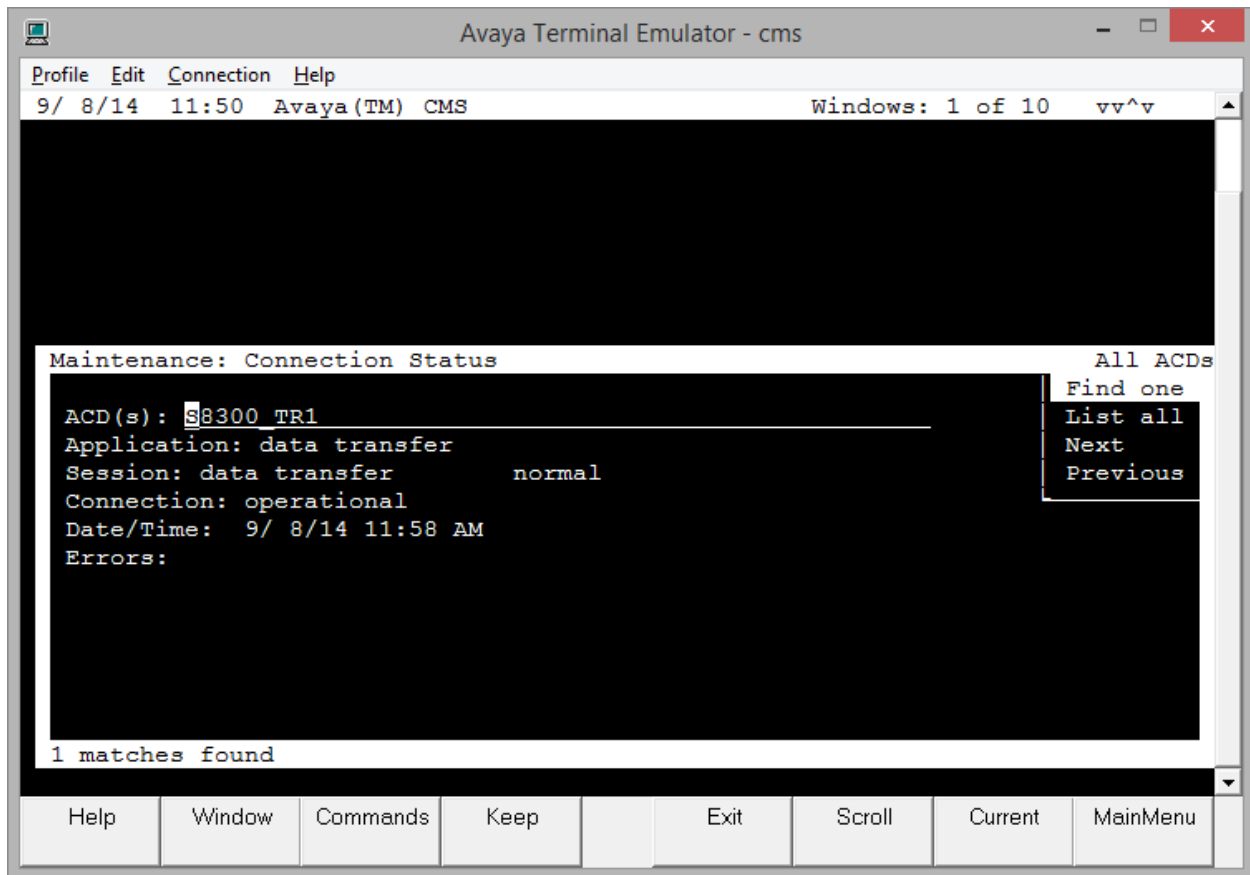 Avaya Terminal Emulator - cms
Profile Edit Connection Help
9/ 8/14 11:50 Avaya(TM) CMS Windows: 1 of 10 vv^v
Maintenance: Connection Status All ACDs
Find one
ACD(s): S8300_TR1 List all
Application: data transfer Next
Session: data transfer normal Previous
Connection: operational
Date/Time: 9/ 8/14 11:58 AM
Errors:
1 matches found
Help Window Commands Keep Exit Scroll Current MainMenu